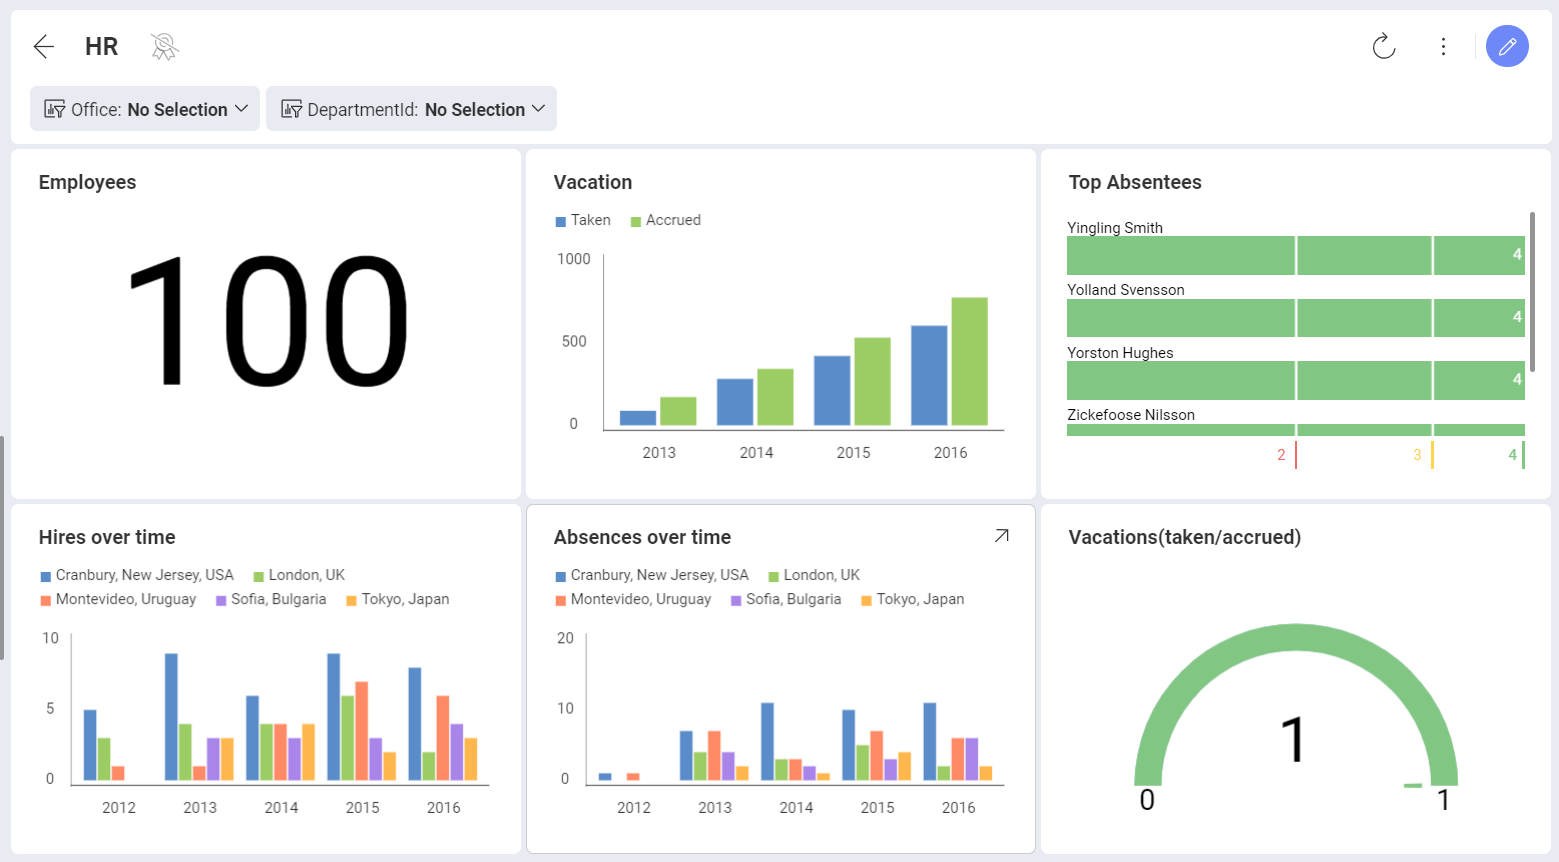 HR
Office: No Selection
DepartmentId: No Selection
Employees
100
Vacation
Taken Accrued
1000
500
0
2013 2014 2015 2016
Top Absentees
Yingling Smith
4
Yolland Svensson
4
Yorston Hughes
4
Zickefoose Nilsson
2 3 4
Hires over time
Cranbury, New Jersey, USA London, UK
Montevideo, Uruguay Sofia, Bulgaria Tokyo, Japan
10
5
0
2012 2013 2014 2015 2016
Absences over time
Cranbury, New Jersey, USA London, UK
Montevideo, Uruguay Sofia, Bulgaria Tokyo, Japan
20
10
0
2012 2013 2014 2015 2016
Vacations(taken/accrued)
1
0 1